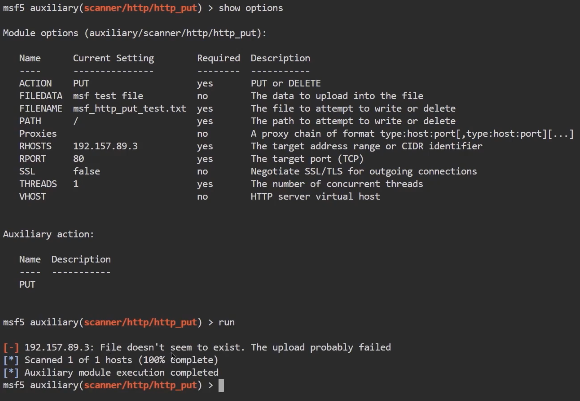 msf5 auxiliary(scanner/http/http_put) > show options
Module options (auxiliary/scanner/http/http_put):
Name Current Setting Required Description
---- --------------- -------- -----------
ACTION PUT yes PUT or DELETE
FILEDATA msf test file no The data to upload into the file
FILENAME msf_http_put_test.txt yes The file to attempt to write or delete
PATH / yes The path to attempt to write or delete
Proxies no A proxy chain of format type:host:port[,type:host:port][...]
RHOSTS 192.157.89.3 yes The target address range or CIDR identifier
RPORT 80 yes The target port (TCP)
SSL false no Negotiate SSL/TLS for outgoing connections
THREADS 1 yes The number of concurrent threads
VHOST no HTTP server virtual host
Auxiliary action:
Name Description
---- -----------
PUT
msf5 auxiliary(scanner/http/http_put) > run
[-] 192.157.89.3: File doesn't seem to exist. The upload probably failed
[*] Scanned 1 of 1 hosts (100% complete)
[*] Auxiliary module execution completed
msf5 auxiliary(scanner/http/http_put) >